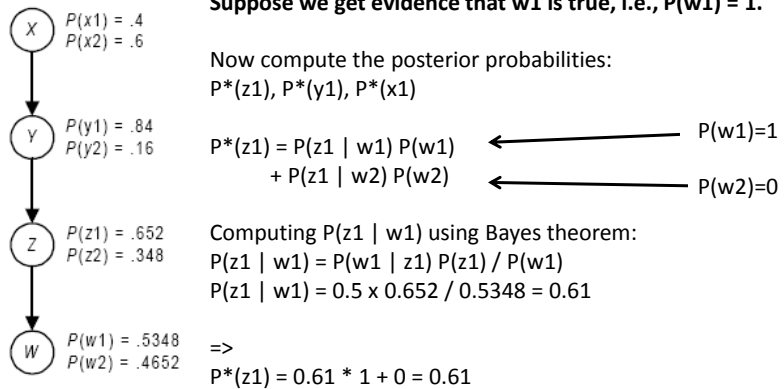 Suppose we get evidence that w1 is true, i.e., P(w1) = 1.
X
P(x1) = .4
P(x2) = .6
Now compute the posterior probabilities:
P*(z1), P*(y1), P*(x1)
Y
P(y1) = .84
P(y2) = .16
P*(z1) = P(z1 | w1) P(w1)
+ P(z1 | w2) P(w2)
P(w1)=1
P(w2)=0
Z
P(z1) = .652
P(z2) = .348
Computing P(z1 | w1) using Bayes theorem:
P(z1 | w1) = P(w1 | z1) P(z1) / P(w1)
P(z1 | w1) = 0.5 x 0.652 / 0.5348 = 0.61
W
P(w1) = .5348
P(w2) = .4652
=>
P*(z1) = 0.61 * 1 + 0 = 0.61